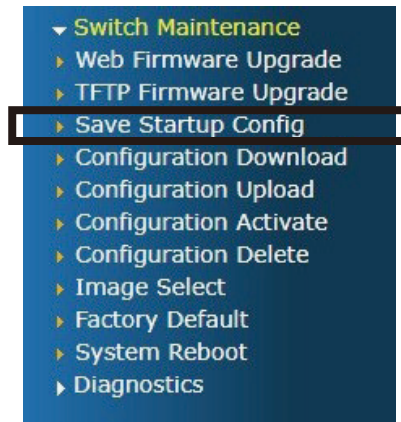 Switch Maintenance
Web Firmware Upgrade
TFTP Firmware Upgrade
Save Startup Config
Configuration Download
Configuration Upload
Configuration Activate
Configuration Delete
Image Select
Factory Default
System Reboot
Diagnostics